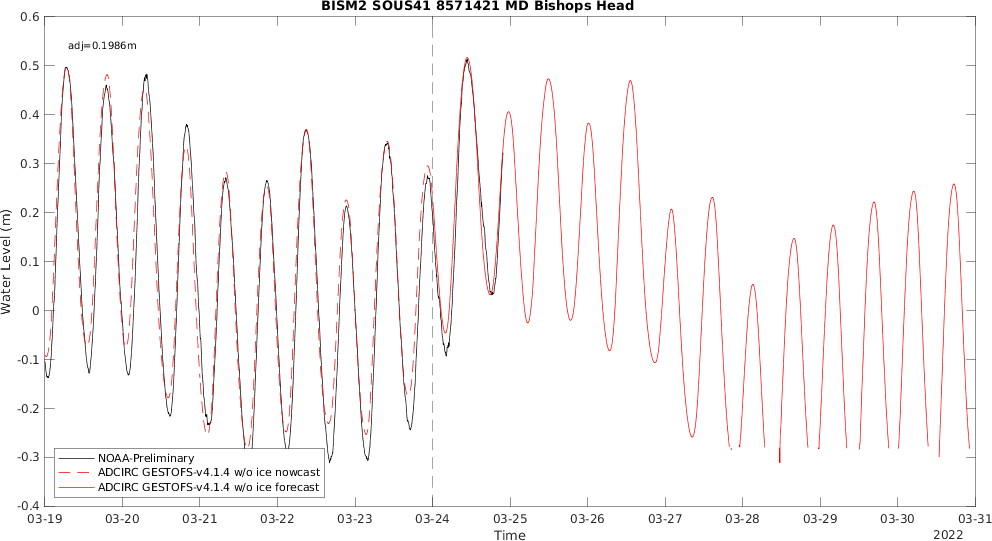 BISM2 SOUS41 8571421 MD Bishops Head
0.6
adj=0.1986m
0.5
0.4
0.3
0.2
0.1
0
-0.1
-0.2
-0.3
-0.4
Water Level (m)
NOAA-Preliminary
ADCIRC GESTOFS-v4.1.4 w/o ice nowcast
ADCIRC GESTOFS-v4.1.4 w/o ice forecast
03-19 03-20 03-21 03-22 03-23 03-24 03-25 03-26 03-27 03-28 03-29 03-30 03-31
Time
2022